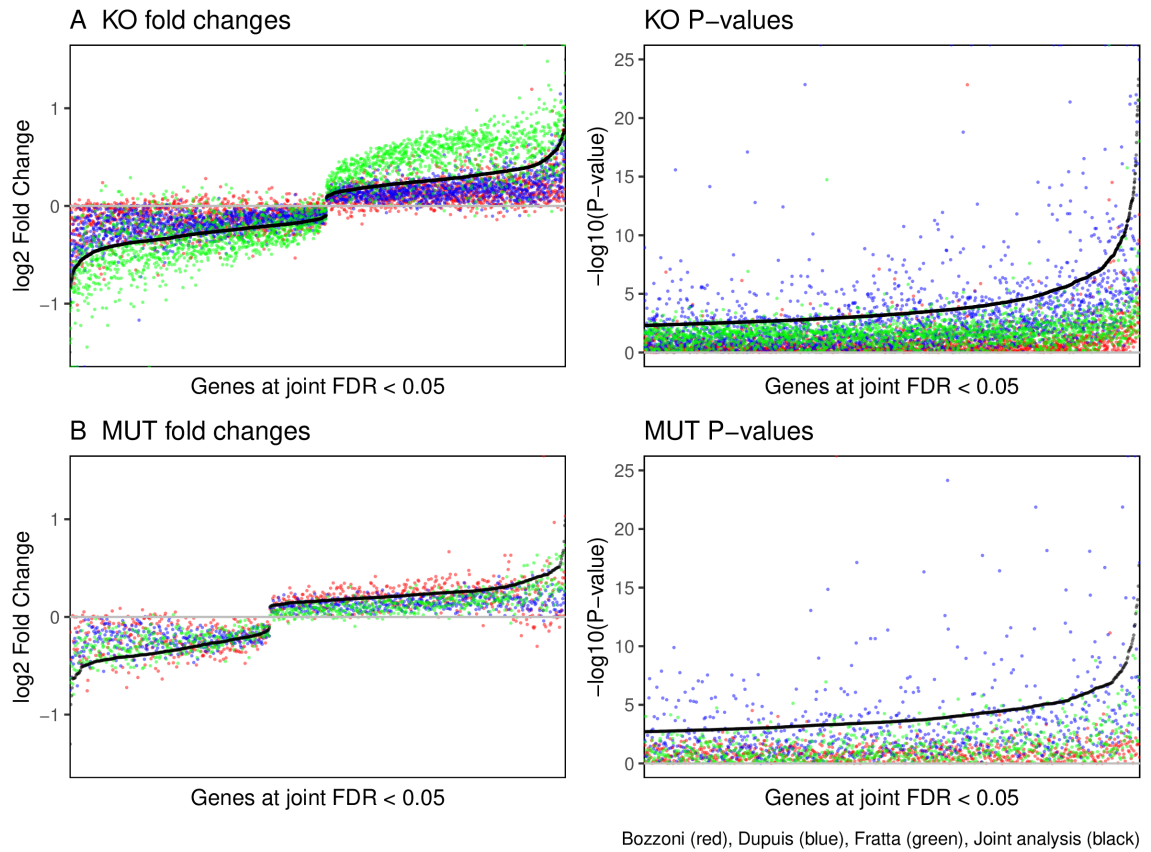 A KO fold changes
KO P−values
log2 Fold Change
1
0
−1
Genes at joint FDR < 0.05
−log10(P−value)
25
20
15
10
5
0
Genes at joint FDR < 0.05
B MUT fold changes
MUT P−values
log2 Fold Change
1
0
−1
Genes at joint FDR < 0.05
−log10(P−value)
25
20
15
10
5
0
Genes at joint FDR < 0.05
Bozzoni (red), Dupuis (blue), Fratta (green), Joint analysis (black)